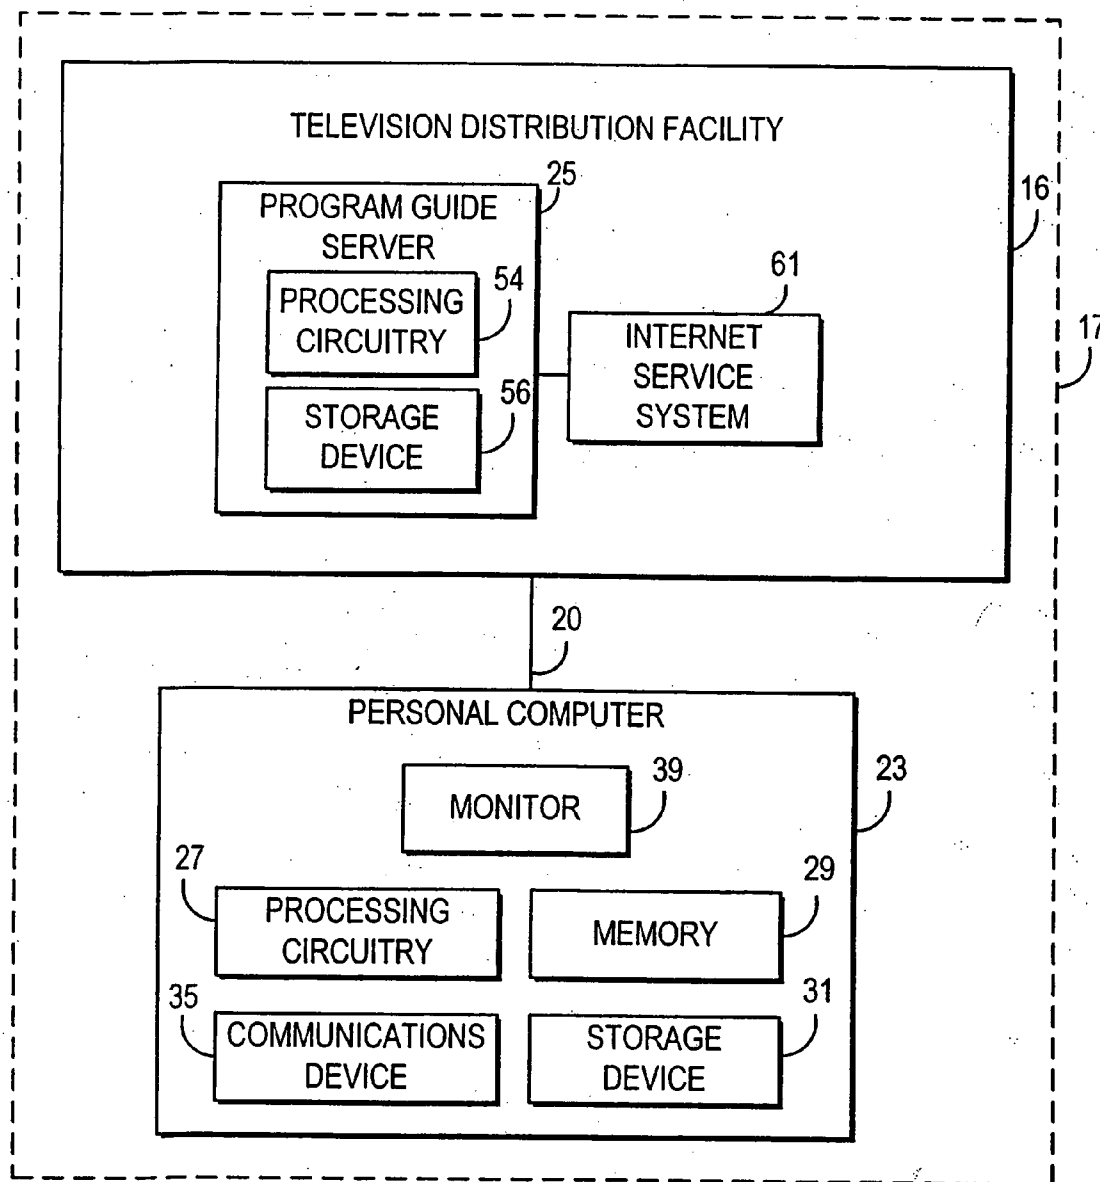 TELEVISION DISTRIBUTION FACILITY
25
PROGRAM GUIDE
SERVER
16
54
PROCESSING
CIRCUITRY
61
INTERNET
SERVICE
SYSTEM
17
56
STORAGE
DEVICE
20
PERSONAL COMPUTER
39
MONITOR
23
27
PROCESSING
CIRCUITRY
29
MEMORY
35
COMMUNICATIONS
DEVICE
31
STORAGE
DEVICE